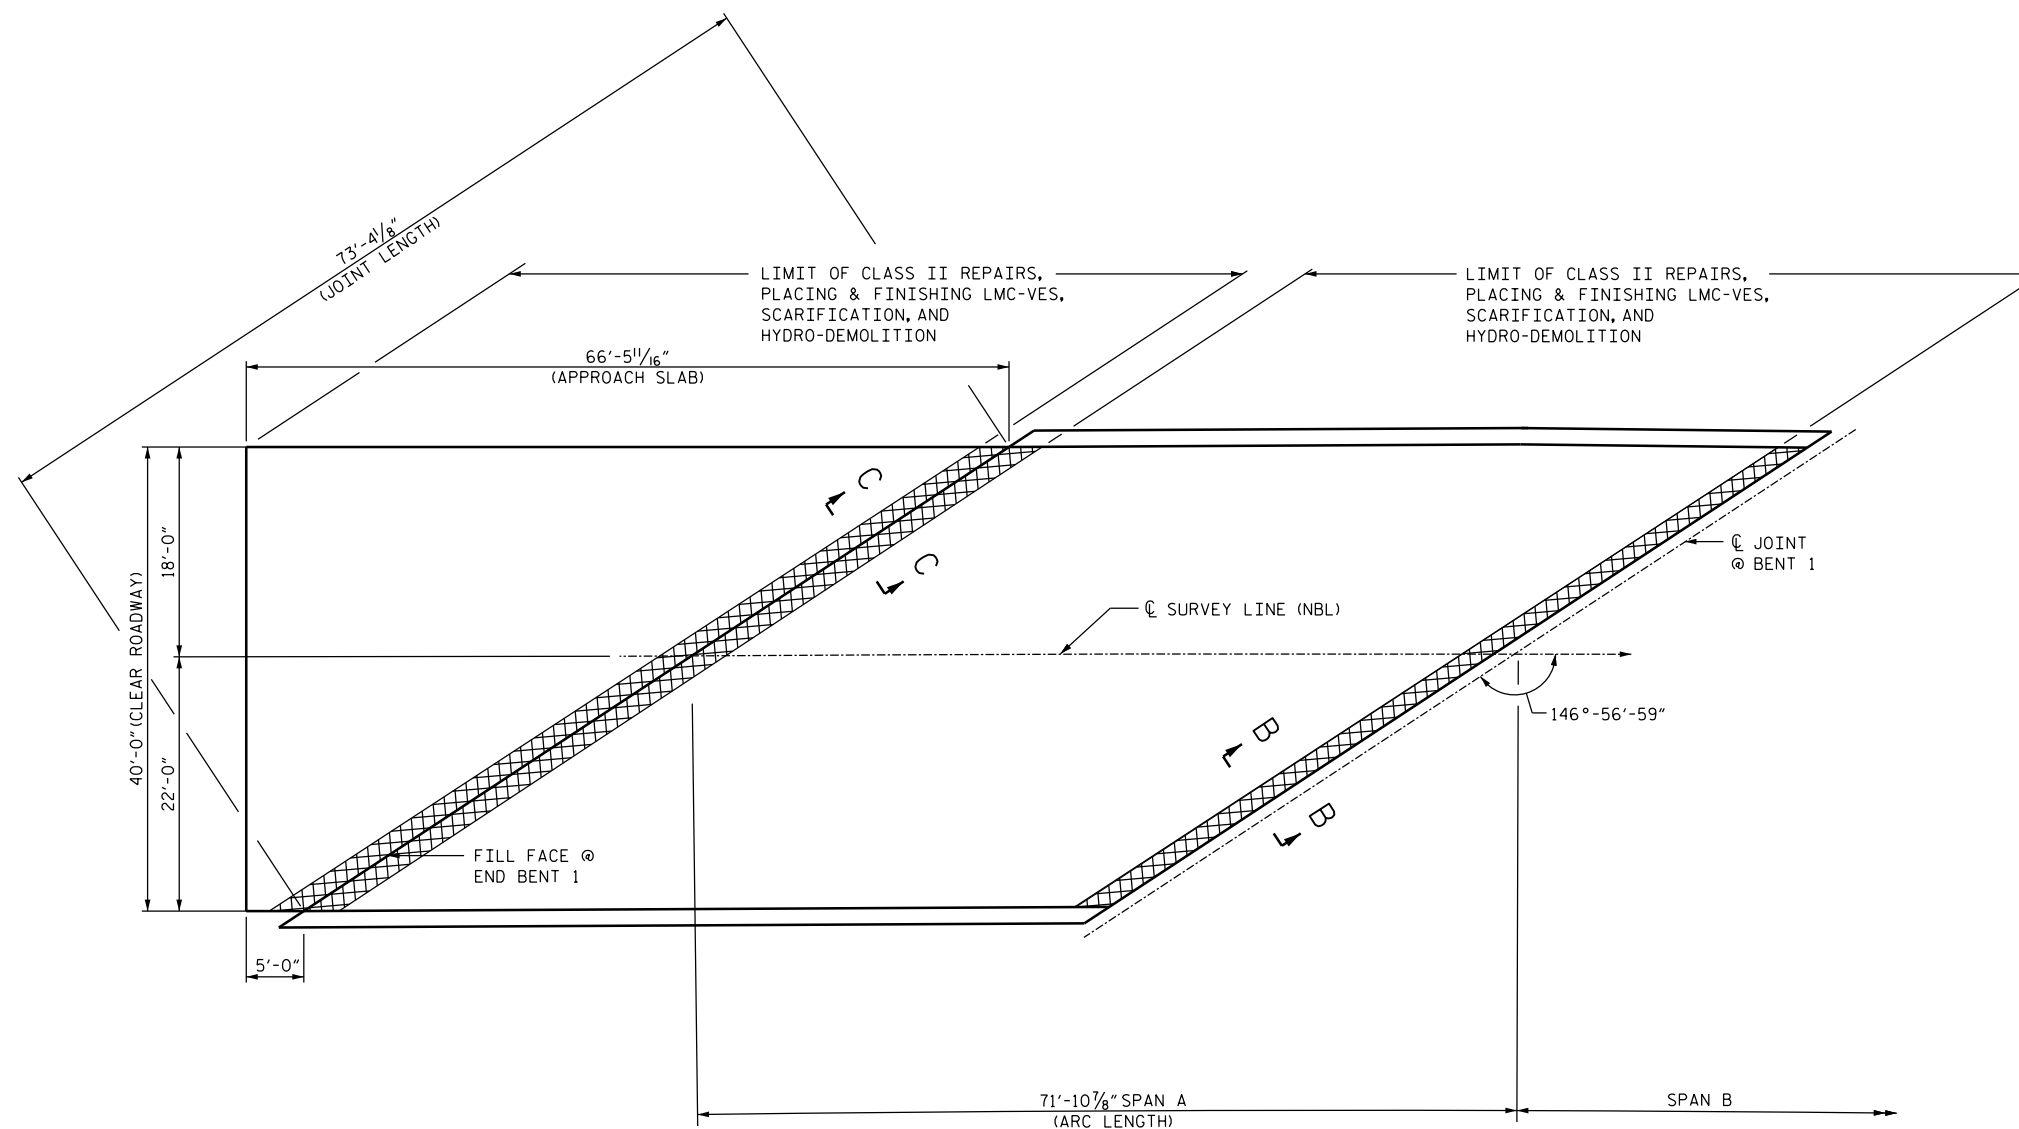 73'-4 1/8"
(JOINT LENGTH)
LIMIT OF CLASS II REPAIRS,
PLACING & FINISHING LMC-VES,
SCARIFICATION, AND
HYDRO-DEMOLITION
LIMIT OF CLASS II REPAIRS,
PLACING & FINISHING LMC-VES,
SCARIFICATION, AND
HYDRO-DEMOLITION
66'-5 11/16"
(APPROACH SLAB)
C
C
18'-0"
40'-0" (CLEAR ROADWAY)
22'-0"
℄ JOINT
@ BENT 1
℄ SURVEY LINE (NBL)
146°-56'-59"
B
B
FILL FACE @
END BENT 1
5'-0"
71'-10 7/8" SPAN A
(ARC LENGTH)
SPAN B